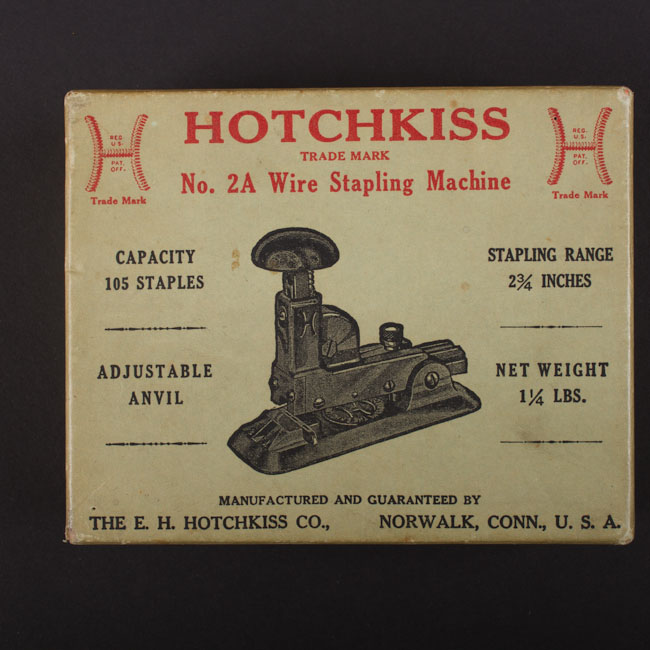 HOTCHKISS
TRADE MARK
No. 2A Wire Stapling Machine
REG.
U.S.
PAT.
OFF.
Trade Mark
REG.
U.S.
PAT.
OFF.
Trade Mark
CAPACITY
105 STAPLES
ADJUSTABLE
ANVIL
STAPLING RANGE
2¾ INCHES
NET WEIGHT
1¼ LBS.
H
MANUFACTURED AND GUARANTEED BY
THE E. H. HOTCHKISS CO., NORWALK, CONN., U. S. A.